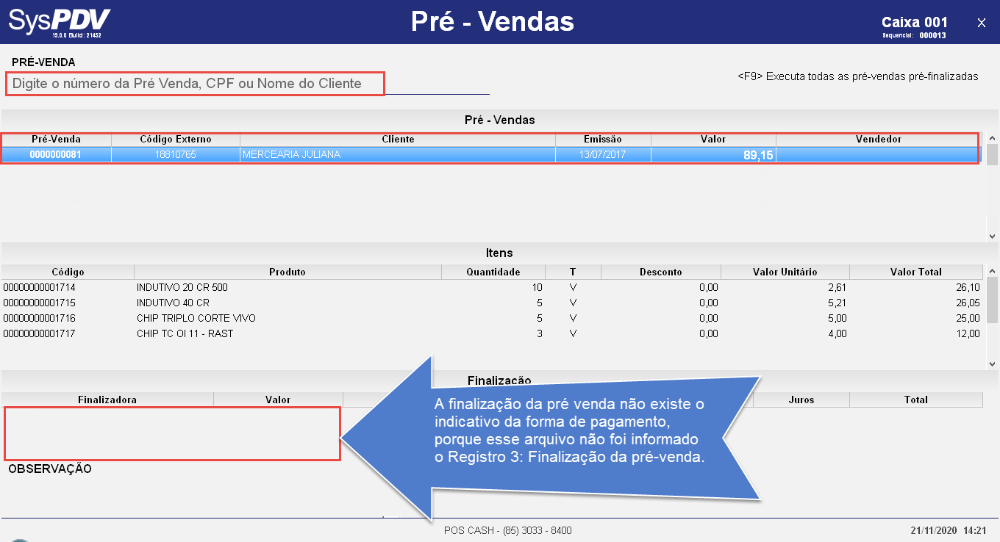 SysPDV
19.0.0 Build: 21452
Pré - Vendas
Caixa 001
X
Sequencial: 000013
PRÉ-VENDA
Digite o número da Pré Venda, CPF ou Nome do Cliente
<F9> Executa todas as pré-vendas pré-finalizadas
Pré - Vendas
Pré-Venda Código Externo Cliente Emissão Valor Vendedor
0000000081 18810765 MERCEARIA JULIANA 13/07/2017 89,15
Itens
Código Produto Quantidade T Desconto Valor Unitário Valor Total
00000000001714 INDUTIVO 20 CR 500 10 V 0,00 2,61 26,10
00000000001715 INDUTIVO 40 CR 5 V 0,00 5,21 26,05
00000000001716 CHIP TRIPLO CORTE VIVO 5 V 0,00 5,00 25,00
00000000001717 CHIP TC OI 11 - RAST 3 V 0,00 4,00 12,00
Finalização
Finalizadora Valor Juros Total
A finalização da pré venda não existe o
indicativo da forma de pagamento,
porque esse arquivo não foi informado
o Registro 3: Finalização da pré-venda.
OBSERVAÇÃO
POS CASH - (85) 3033 - 8400
21/11/2020 14:21